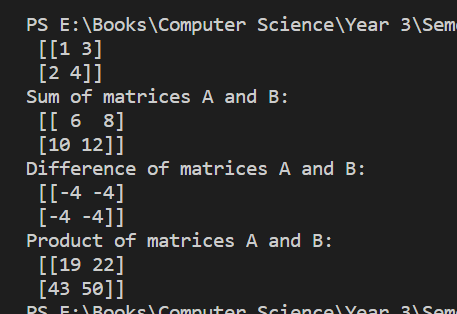 PS E:\Books\Computer Science\Year 3\Sem
[[1 3]
[2 4]]
Sum of matrices A and B:
[[ 6  8]
[10 12]]
Difference of matrices A and B:
[[-4 -4]
[-4 -4]]
Product of matrices A and B:
[[19 22]
[43 50]]
PS E:\Books\Computer Science\Year 3\Sem